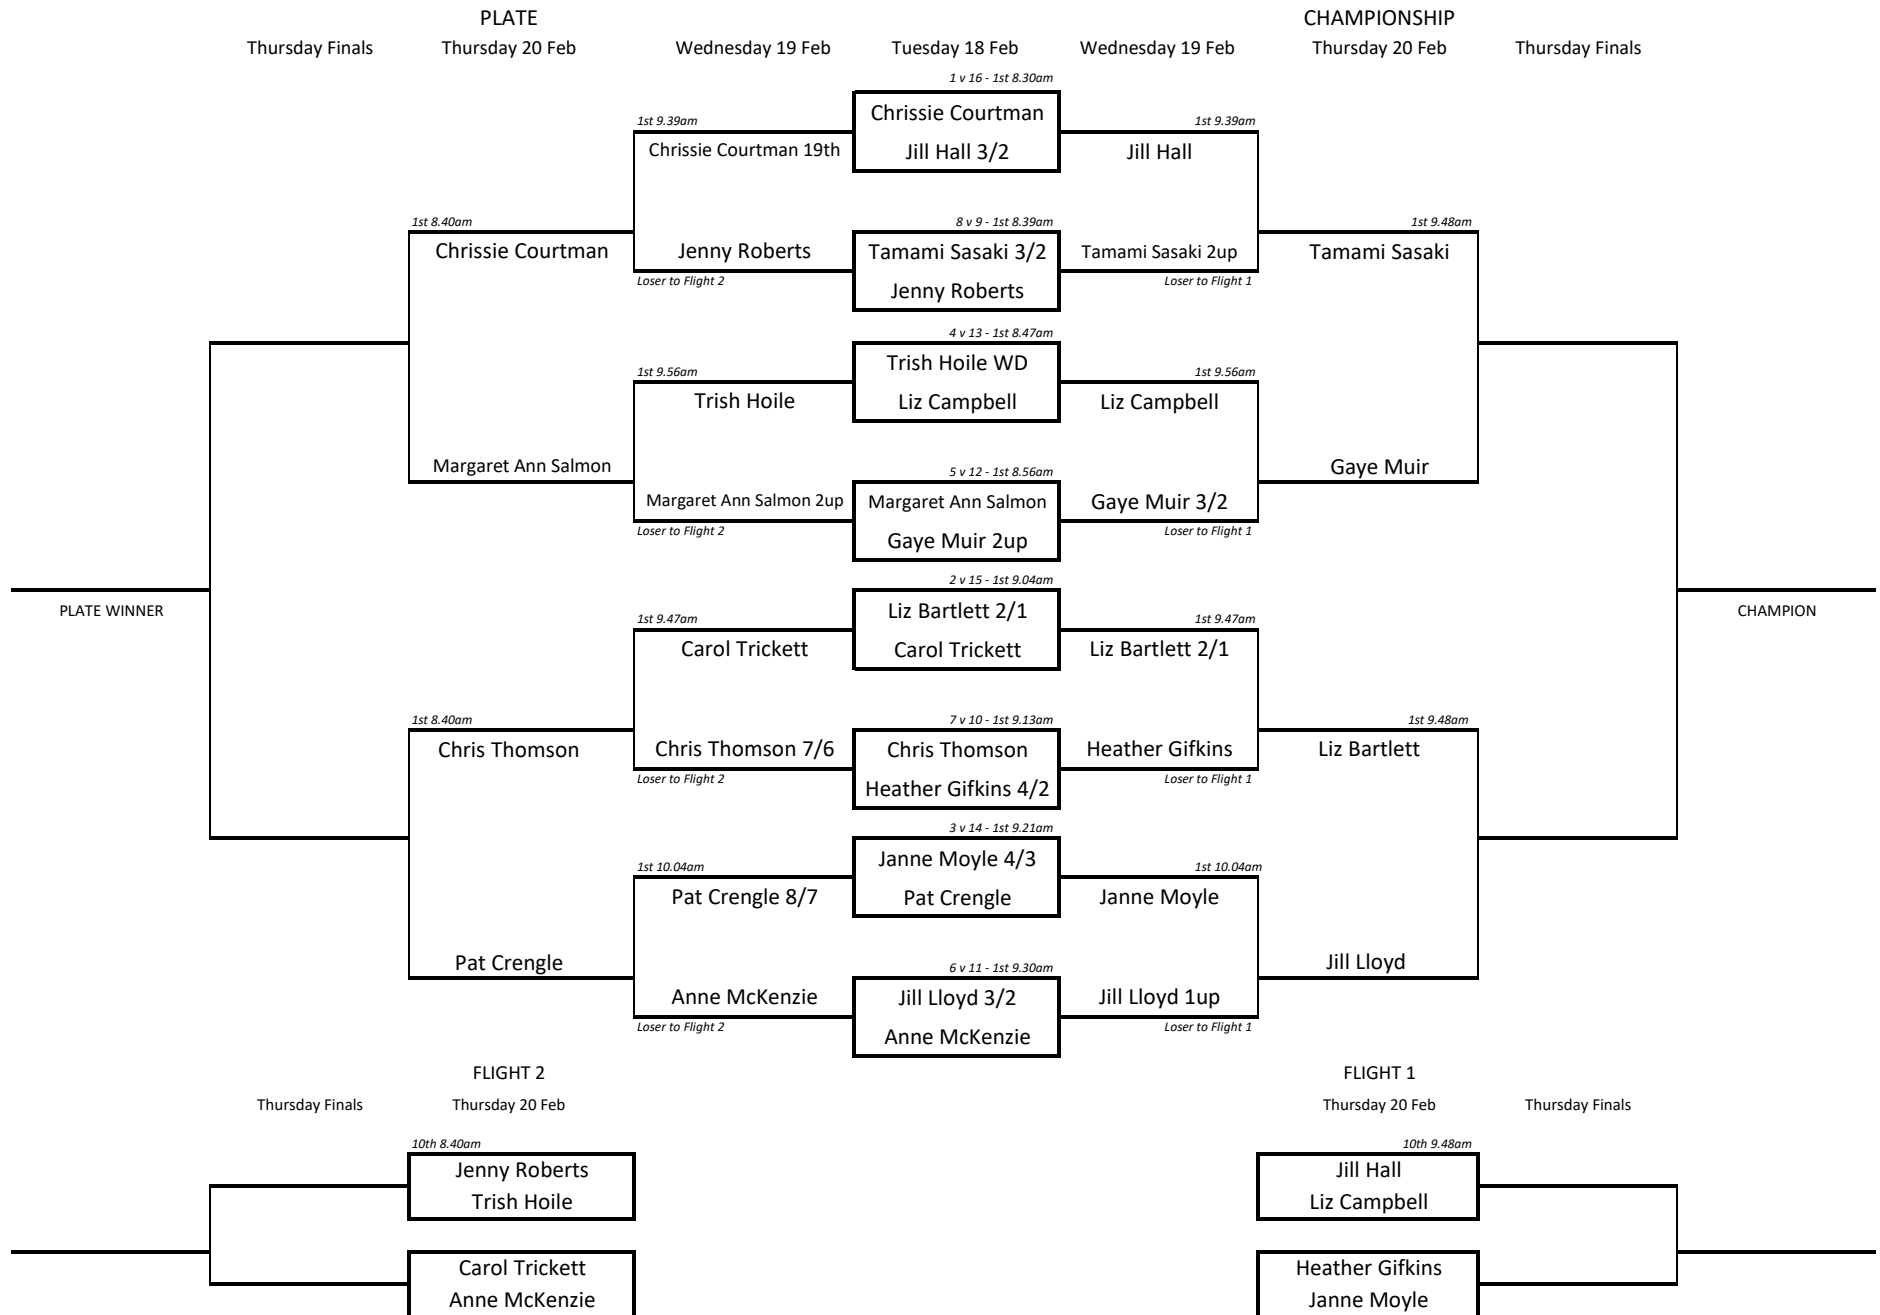 PLATE CHAMPIONSHIP
Thursday Finals Thursday 20 Feb Wednesday 19 Feb Tuesday 18 Feb Wednesday 19 Feb Thursday 20 Feb Thursday Finals
1 v 16 - 1st 8.30am
Chrissie Courtman
1st 9.39am 1st 9.39am
Chrissie Courtman 19th Jill Hall 3/2 Jill Hall
1st 8.40am 8 v 9 - 1st 8.39am 1st 9.48am
Chrissie Courtman Jenny Roberts Tamami Sasaki 3/2 Tamami Sasaki 2up Tamami Sasaki
Loser to Flight 2 Loser to Flight 1
Jenny Roberts
4 v 13 - 1st 8.47am
Trish Hoile WD
1st 9.56am 1st 9.56am
Trish Hoile Liz Campbell Liz Campbell
Margaret Ann Salmon Gaye Muir
5 v 12 - 1st 8.56am
Margaret Ann Salmon 2up Margaret Ann Salmon Gaye Muir 3/2
Loser to Flight 2 Loser to Flight 1
Gaye Muir 2up
2 v 15 - 1st 9.04am
PLATE WINNER Liz Bartlett 2/1 CHAMPION
1st 9.47am 1st 9.47am
Carol Trickett Carol Trickett Liz Bartlett 2/1
1st 8.40am 7 v 10 - 1st 9.13am 1st 9.48am
Chris Thomson Chris Thomson 7/6 Chris Thomson Heather Gifkins Liz Bartlett
Loser to Flight 2 Loser to Flight 1
Heather Gifkins 4/2
3 v 14 - 1st 9.21am
Janne Moyle 4/3
1st 10.04am 1st 10.04am
Pat Crengle 8/7 Pat Crengle Janne Moyle
Pat Crengle Jill Lloyd
6 v 11 - 1st 9.30am
Anne McKenzie Jill Lloyd 3/2 Jill Lloyd 1up
Loser to Flight 2 Loser to Flight 1
Anne McKenzie
FLIGHT 2 FLIGHT 1
Thursday Finals Thursday 20 Feb Thursday 20 Feb Thursday Finals
10th 8.40am 10th 9.48am
Jenny Roberts Jill Hall
Trish Hoile Liz Campbell
Carol Trickett Heather Gifkins
Anne McKenzie Janne Moyle